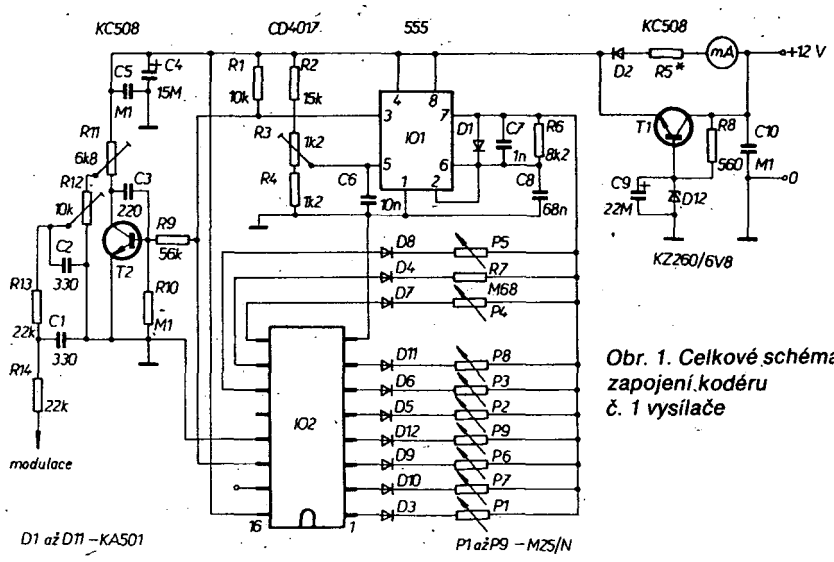 KC508
CD4017
555
KC508
C5
M1
C4
15M
R1
10k
R2
15k
4
8
D2
R5*
mA
+12 V
R11
6k8
R3
1k2
3
5
IO1
7
6
1
2
D1
C7
1n
R6
8k2
T1
R8
560
C10
M1
R12
10k
C3
220
R4
1k2
C6
10n
C8
68n
C9
22M
D12
0
R9
56k
T2
C2
330
R13
22k
C1
330
R10
M1
KZ260/6V8
D8
P5
D4
R7
M68
D7
P4
R14
22k
modulace
IO2
16
1
D11
P8
D6
P3
D5
P2
D12
P9
D9
P6
D10
P7
D3
P1
Obr. 1. Celkové schéma
zapojení kodéru
č. 1 vysílače
D1 až D11 – KA501
P1 až P9 – M25/N